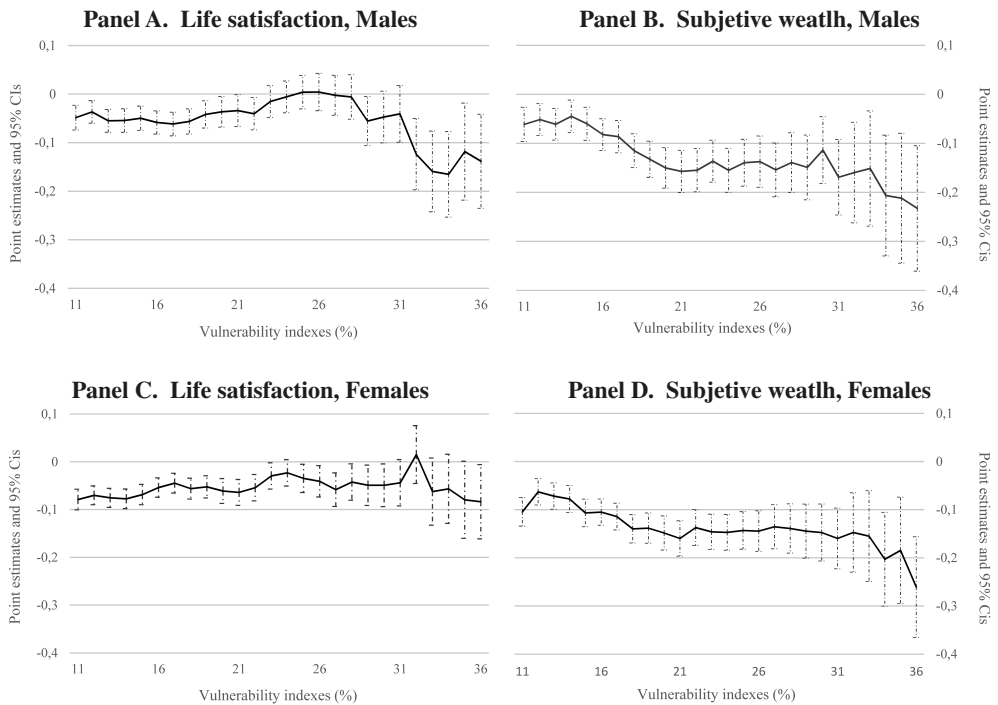 Panel A. Life satisfaction, Males
0,1
0
-0,1
-0,2
-0,3
-0,4
Point estimates and 95% CIs
11 16 21 26 31 36
Vulnerability indexes (%)
Panel B. Subjetive weatlh, Males
0,1
0
-0,1
-0,2
-0,3
-0,4
Point estimates and 95% Cis
11 16 21 26 31 36
Vulnerability indexes (%)
Panel C. Life satisfaction, Females
0,1
0
-0,1
-0,2
-0,3
-0,4
Point estimates and 95% Cis
11 16 21 26 31 36
Vulnerability indexes (%)
Panel D. Subjetive weatlh, Females
0,1
0
-0,1
-0,2
-0,3
-0,4
Point estimates and 95% Cis
11 16 21 26 31 36
Vulnerability indexes (%)